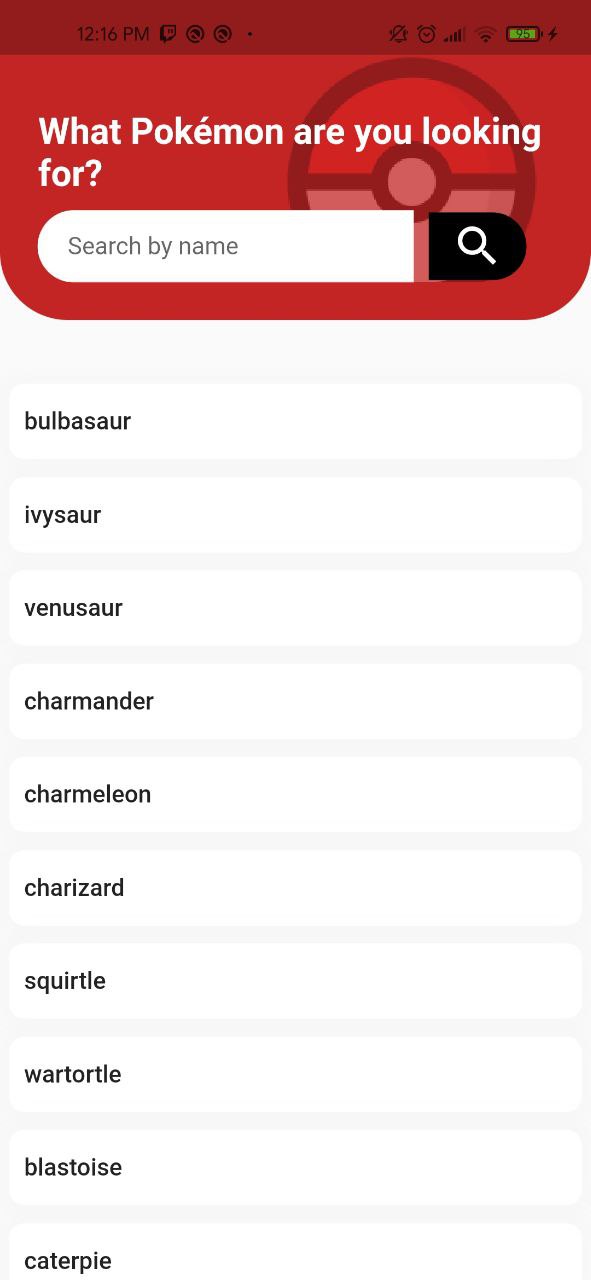 12:16 PM
95
What Pokémon are you looking
for?
Search by name
bulbasaur
ivysaur
venusaur
charmander
charmeleon
charizard
squirtle
wartortle
blastoise
caterpie